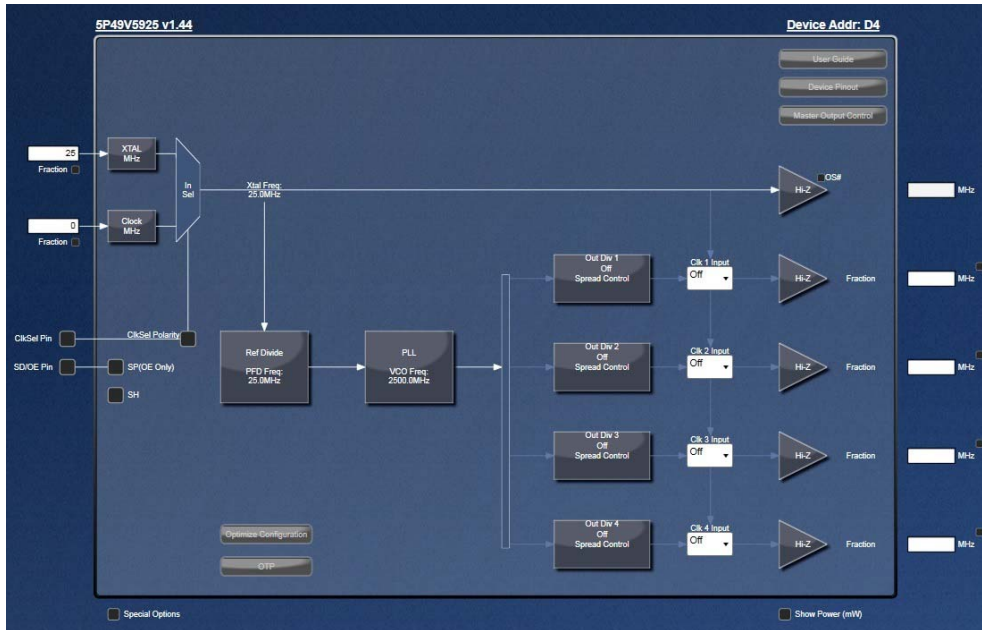 5P49V5925 v1.44
Device Addr: D4
User Guide
Device Pinout
Master Output Control
25
XTAL
MHz
Fraction
In
Sel
Xtal Freq:
25.0MHz
Hi-Z
OS#
MHz
0
Clock
MHz
Fraction
Out Div 1
Off
Spread Control
Clk 1 Input
Off
Hi-Z
Fraction
MHz
ClkSel Pin
ClkSel Polarity
SD/OE Pin
SP(OE Only)
SH
Ref Divide
PFD Freq:
25.0MHz
PLL
VCO Freq:
2500.0MHz
Out Div 2
Off
Spread Control
Clk 2 Input
Off
Hi-Z
Fraction
MHz
Out Div 3
Off
Spread Control
Clk 3 Input
Off
Hi-Z
Fraction
MHz
Out Div 4
Off
Spread Control
Clk 4 Input
Off
Hi-Z
Fraction
MHz
Optimize Configuration
OTP
Special Options
Show Power (mW)